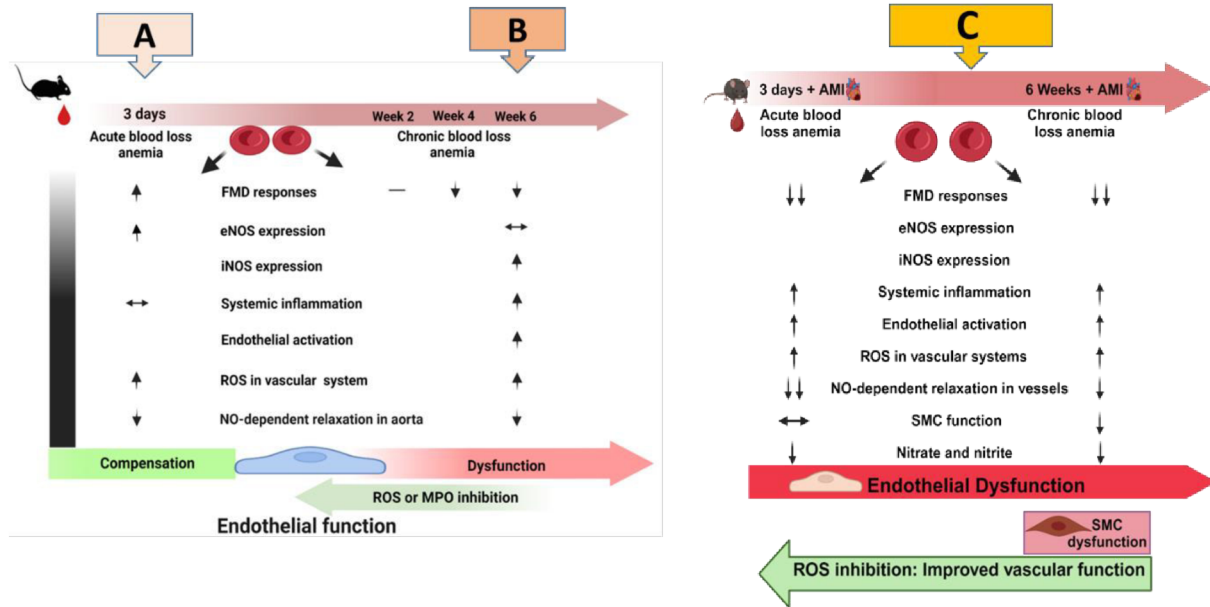 A
B
3 days
Week 2
Week 4
Week 6
Acute blood loss
anemia
Chronic blood loss
anemia
FMD responses
eNOS expression
iNOS expression
Systemic inflammation
Endothelial activation
ROS in vascular system
NO-dependent relaxation in aorta
Compensation
Dysfunction
ROS or MPO inhibition
Endothelial function
C
3 days + AMI
6 Weeks + AMI
Acute blood
loss anemia
Chronic blood
loss anemia
FMD responses
eNOS expression
iNOS expression
Systemic inflammation
Endothelial activation
ROS in vascular systems
NO-dependent relaxation in vessels
SMC function
Nitrate and nitrite
Endothelial Dysfunction
SMC
dysfunction
ROS inhibition: Improved vascular function